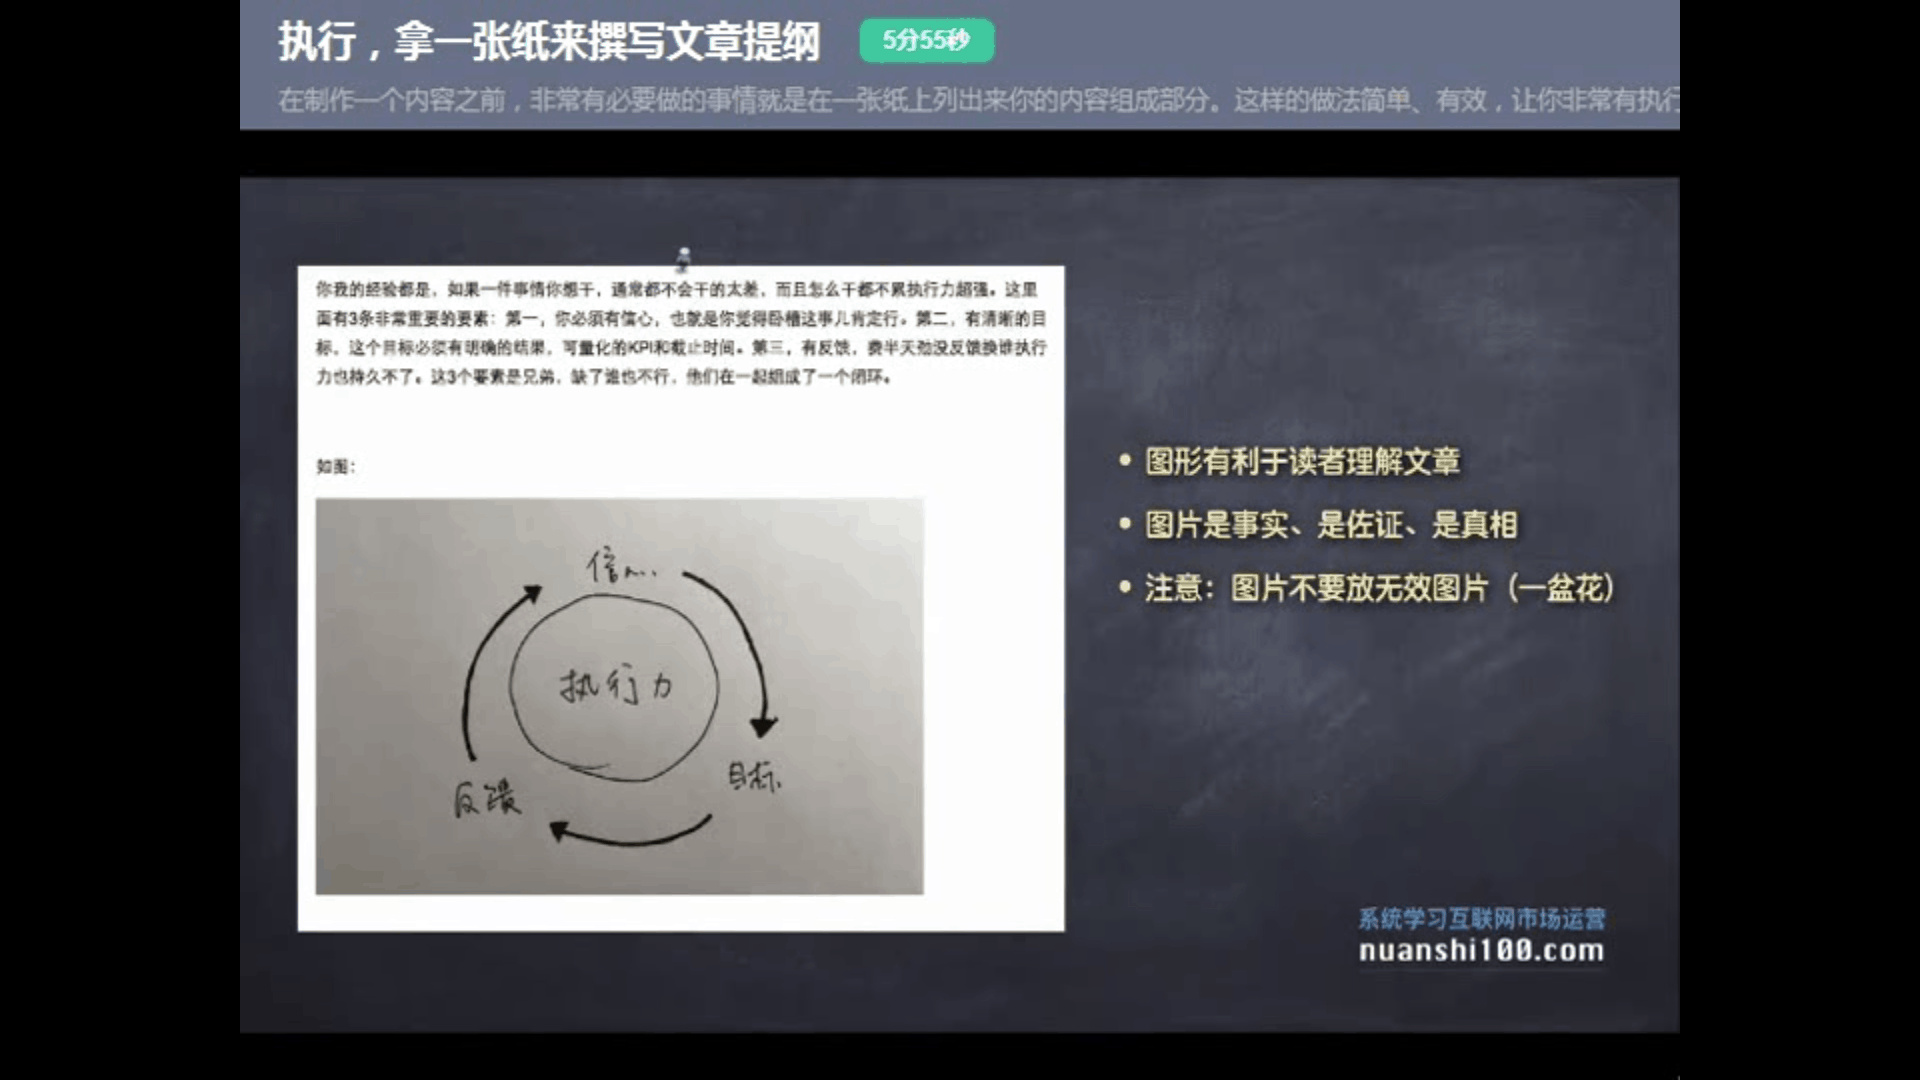 执行，拿一张纸来撰写文章提纲
5分55秒
在制作一个内容之前，非常有必要做的事情就是在一张纸上列出来你的内容组成部分。这样的做法简单、有效，让你非常有执行
你我的经验都是，如果一件事情你想干，通常都不会干的太差，而且怎么干都不累执行力超强。这里
面有3条非常重要的要素：第一，你必须有信心，也就是你觉得卧槽这事儿肯定行。第二，有清晰的目
标，这个目标必须有明确的结果，可量化的KPI和截止时间。第三，有反馈，费半天劲没反馈换谁执行
力也持久不了。这3个要素是兄弟，缺了谁也不行，他们在一起组成了一个闭环。
如图：
信心
执行力
目标
反馈
• 图形有利于读者理解文章
• 图片是事实、是佐证、是真相
• 注意：图片不要放无效图片（一盆花）
系统学习互联网市场运营
nuanshi100.com